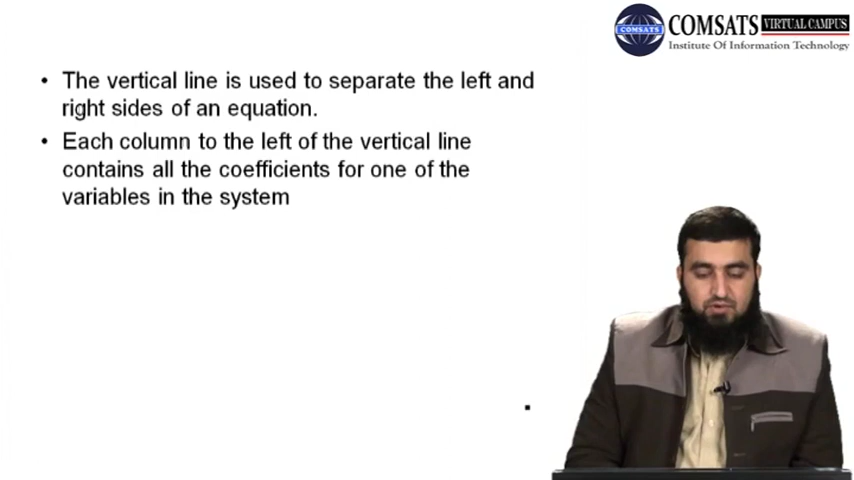 COMSATS VIRTUAL CAMPUS
Institute Of Information Technology
COMSATS
• The vertical line is used to separate the left and
right sides of an equation.
• Each column to the left of the vertical line
contains all the coefficients for one of the
variables in the system